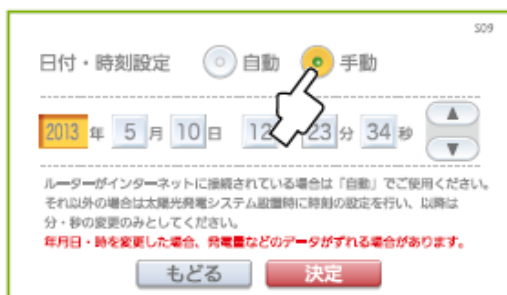 S09
日付・時刻設定 自動 手動
2013 年 5 月 10 日 12 23 分 34 秒
ルーターがインターネットに接続されている場合は「自動」でご使用ください。
それ以外の場合は太陽光発電システム設置時に時刻の設定を行い、以降は
分・秒の変更のみとしてください。
年月日・時を変更した場合、発電量などのデータがずれる場合があります。
もどる 決定